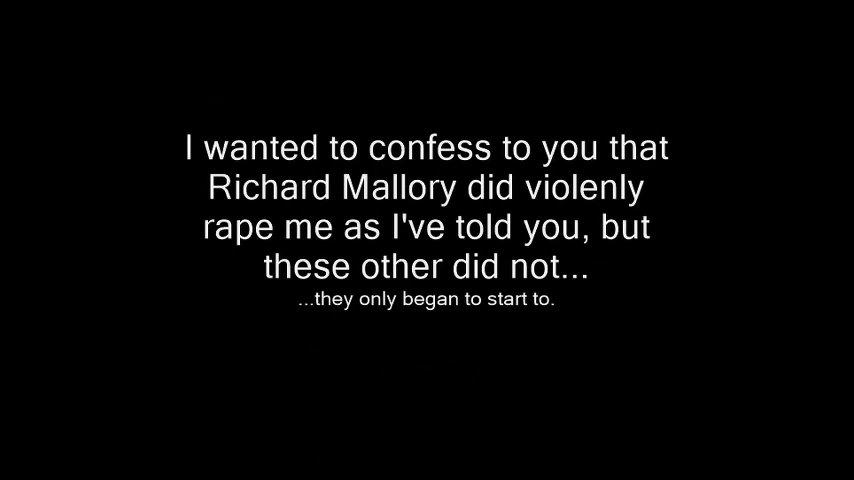 I wanted to confess to you that
Richard Mallory did violenly
rape me as I've told you, but
these other did not...
...they only began to start to.